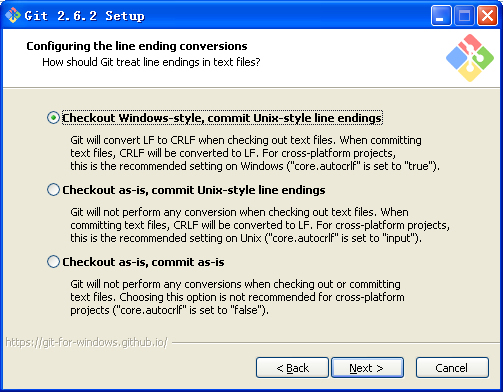 Git 2.6.2 Setup
Configuring the line ending conversions
How should Git treat line endings in text files?
Checkout Windows-style, commit Unix-style line endings
Git will convert LF to CRLF when checking out text files. When committing
text files, CRLF will be converted to LF. For cross-platform projects,
this is the recommended setting on Windows ("core.autocrlf" is set to "true").
Checkout as-is, commit Unix-style line endings
Git will not perform any conversion when checking out text files. When
committing text files, CRLF will be converted to LF. For cross-platform projects,
this is the recommended setting on Unix ("core.autocrlf" is set to "input").
Checkout as-is, commit as-is
Git will not perform any conversions when checking out or committing
text files. Choosing this option is not recommended for cross-platform
projects ("core.autocrlf" is set to "false").
https://git-for-windows.github.io/
< Back
Next >
Cancel